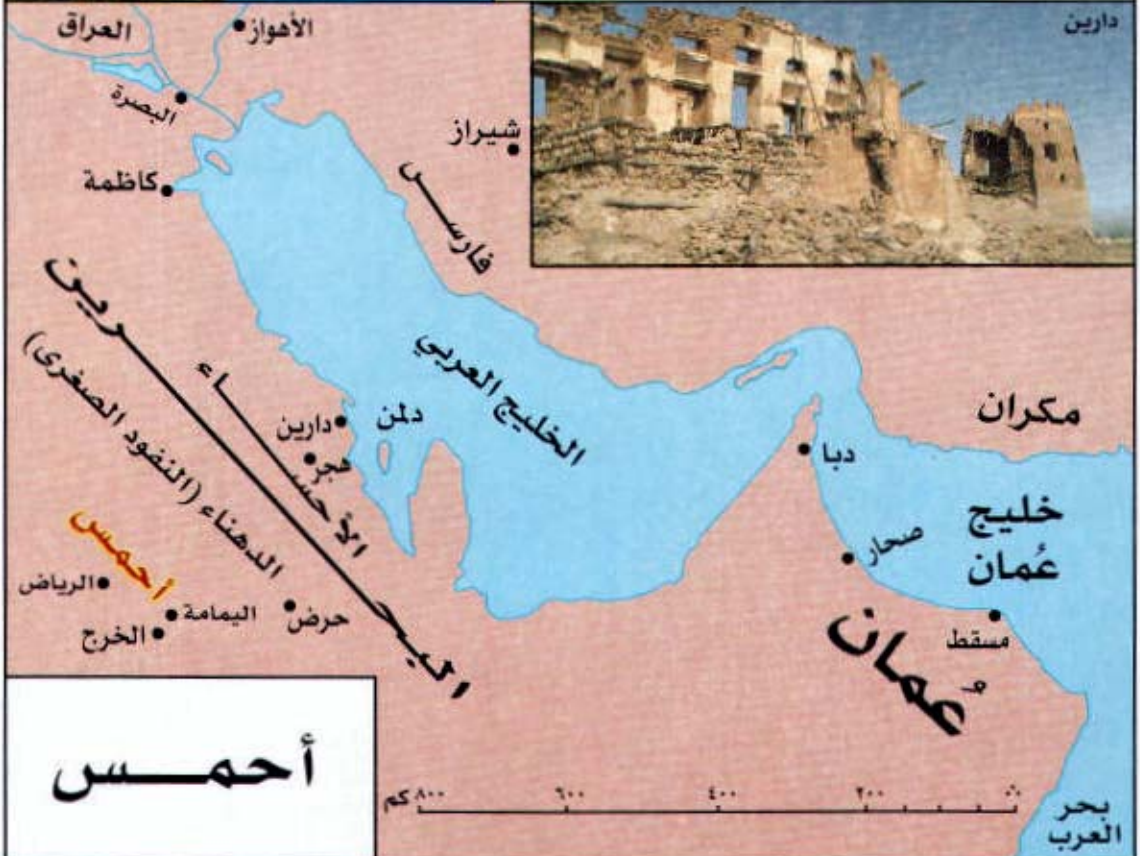 دارين
العراق
الأهواز
البصرة
شيراز
كاظمة
فارس
البحرين
الأحساء
الدهناء (النفود الصغرى)
الخليج العربي
دارين
دلمن
هجر
مكران
دبا
خليج
عُمان
صحار
أحمس
الرياض
اليمامة
حرض
الخرج
مسقط
عُمان
أحمس
٨٠٠ كم
٦٠٠
٤٠٠
٢٠٠
بحر
العرب